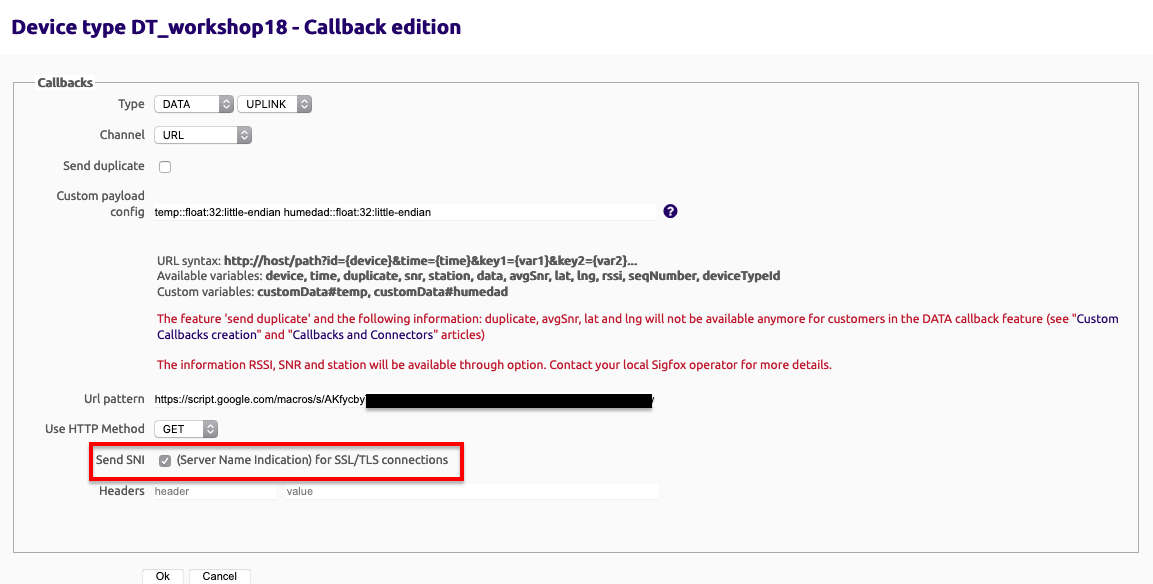 Device type DT_workshop18 - Callback edition
Callbacks
Type DATA UPLINK
Channel URL
Send duplicate
Custom payload
config temp::float:32:little-endian humedad::float:32:little-endian ?
URL syntax: http://host/path?id={device}&time={time}&key1={var1}&key2={var2}...
Available variables: device, time, duplicate, snr, station, data, avgSnr, lat, lng, rssi, seqNumber, deviceTypeId
Custom variables: customData#temp, customData#humedad
The feature 'send duplicate' and the following information: duplicate, avgSnr, lat and lng will not be available anymore for customers in the DATA callback feature (see "Custom
Callbacks creation" and "Callbacks and Connectors" articles)
The information RSSI, SNR and station will be available through option. Contact your local Sigfox operator for more details.
Url pattern https://script.google.com/macros/s/AKfycby
Use HTTP Method GET
Send SNI (Server Name Indication) for SSL/TLS connections
Headers header value
Ok Cancel